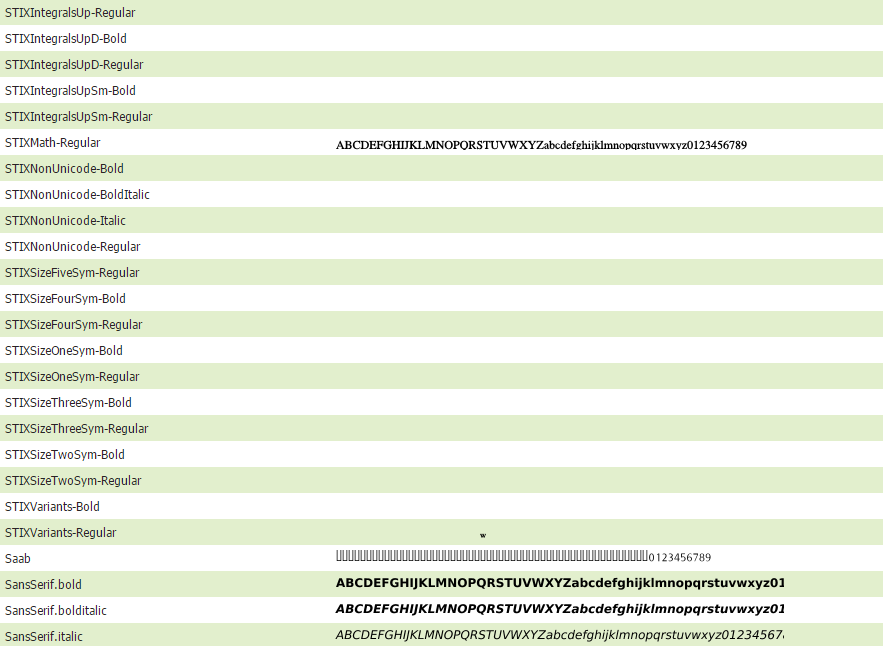 STIXIntegralsUp-Regular
STIXIntegralsUpD-Bold
STIXIntegralsUpD-Regular
STIXIntegralsUpSm-Bold
STIXIntegralsUpSm-Regular
STIXMath-Regular ABCDEFGHIJKLMNOPQRSTUVWXYZabcdefghijklmnopqrstuvwxyz0123456789
STIXNonUnicode-Bold
STIXNonUnicode-BoldItalic
STIXNonUnicode-Italic
STIXNonUnicode-Regular
STIXSizeFiveSym-Regular
STIXSizeFourSym-Bold
STIXSizeFourSym-Regular
STIXSizeOneSym-Bold
STIXSizeOneSym-Regular
STIXSizeThreeSym-Bold
STIXSizeThreeSym-Regular
STIXSizeTwoSym-Bold
STIXSizeTwoSym-Regular
STIXVariants-Bold
STIXVariants-Regular w
Saab 0123456789
SansSerif.bold ABCDEFGHIJKLMNOPQRSTUVWXYZabcdefghijklmnopqrstuvwxyz01
SansSerif.bolditalic ABCDEFGHIJKLMNOPQRSTUVWXYZabcdefghijklmnopqrstuvwxyz01
SansSerif.italic ABCDEFGHIJKLMNOPQRSTUVWXYZabcdefghijklmnopqrstuvwxyz01234567